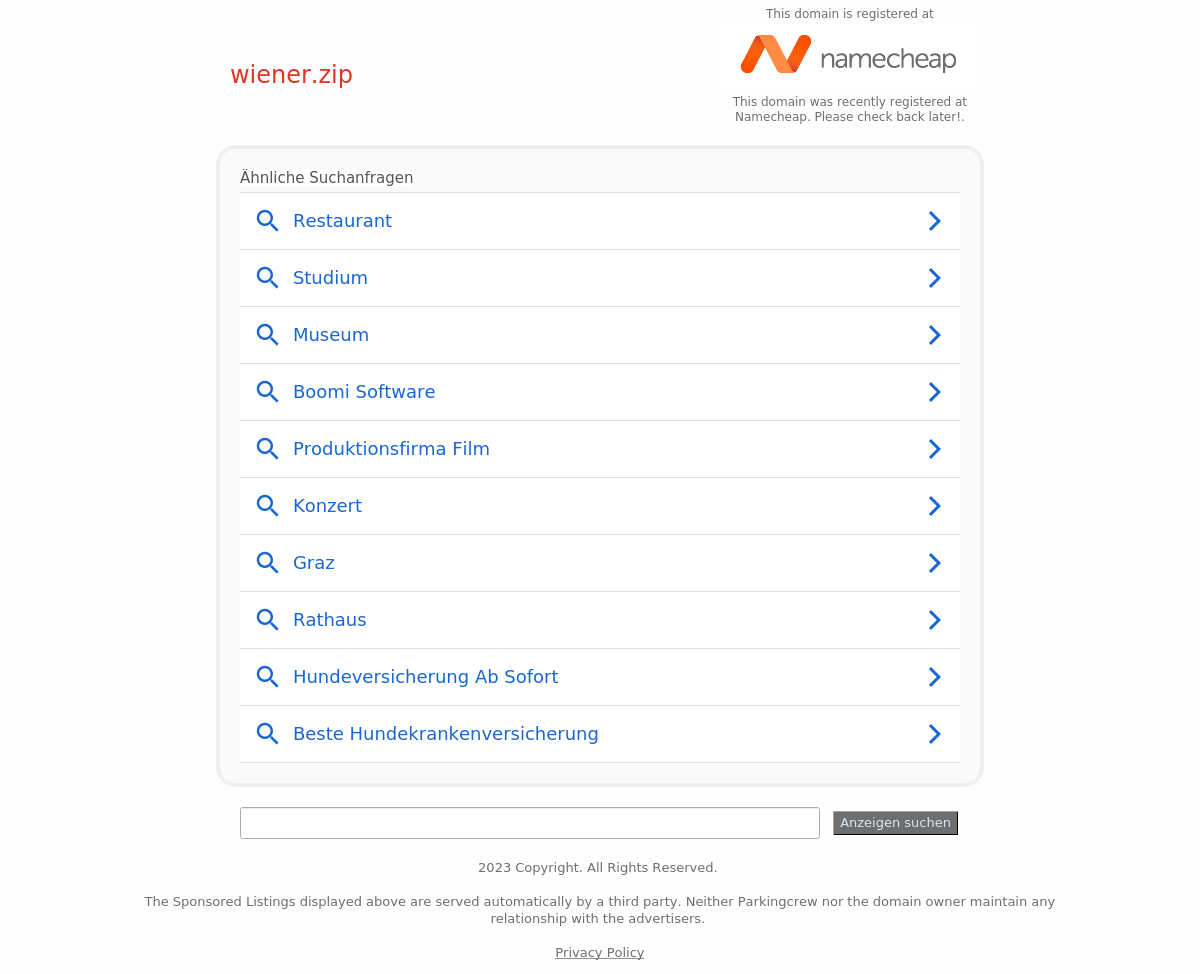 This domain is registered at
wiener.zip
namecheap
This domain was recently registered at
Namecheap. Please check back later!.
Ähnliche Suchanfragen
Restaurant
Studium
Museum
Boomi Software
Produktionsfirma Film
Konzert
Graz
Rathaus
Hundeversicherung Ab Sofort
Beste Hundekrankenversicherung
Anzeigen suchen
2023 Copyright. All Rights Reserved.
The Sponsored Listings displayed above are served automatically by a third party. Neither Parkingcrew nor the domain owner maintain any
relationship with the advertisers.
Privacy Policy